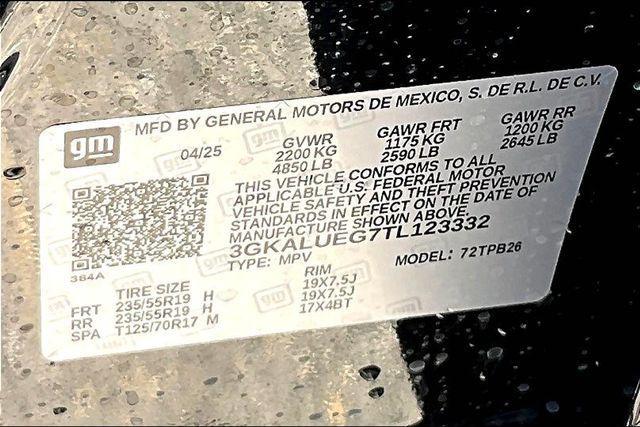 gm
MFD BY GENERAL MOTORS DE MEXICO, S. DE R.L. DE C.V.
04/25 GVWR GAWR FRT GAWR RR
2200 KG 1175 KG 1200 KG
4850 LB 2590 LB 2645 LB
THIS VEHICLE CONFORMS TO ALL
APPLICABLE U.S. FEDERAL MOTOR
VEHICLE SAFETY AND THEFT PREVENTION
STANDARDS IN EFFECT ON THE DATE OF
MANUFACTURE SHOWN ABOVE.
3GKALUEG7TL123332
384A TYPE: MPV MODEL: 72TPB26
TIRE SIZE RIM
FRT 235/55R19 H 19X7.5J
RR 235/55R19 H 19X7.5J
SPA T125/70R17 M 17X4BT